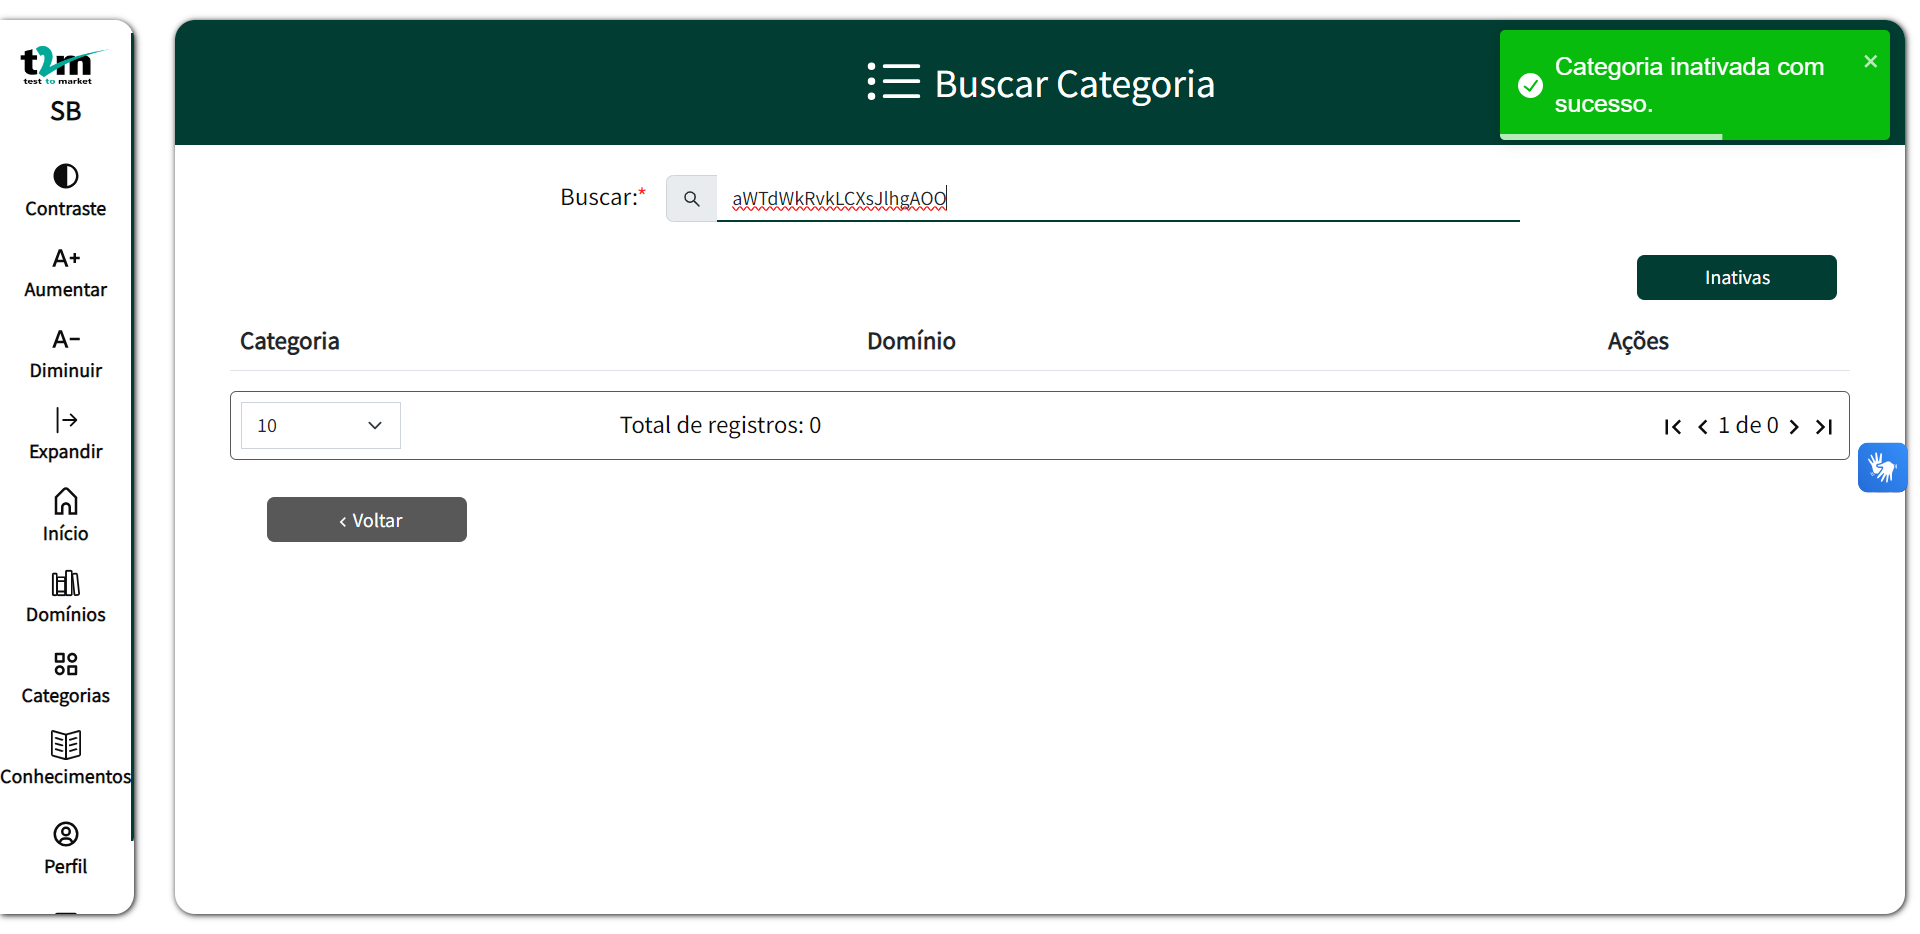 t2m
test to market
SB
Contraste
A+
Aumentar
A-
Diminuir
Expandir
Início
Domínios
Categorias
Conhecimentos
Perfil
Buscar Categoria
Categoria inativada com
sucesso.
Buscar:*
aWTdWkRvkLCXsJlhgAOO
Inativas
Categoria Domínio Ações
10 Total de registros: 0 1 de 0
‹ Voltar